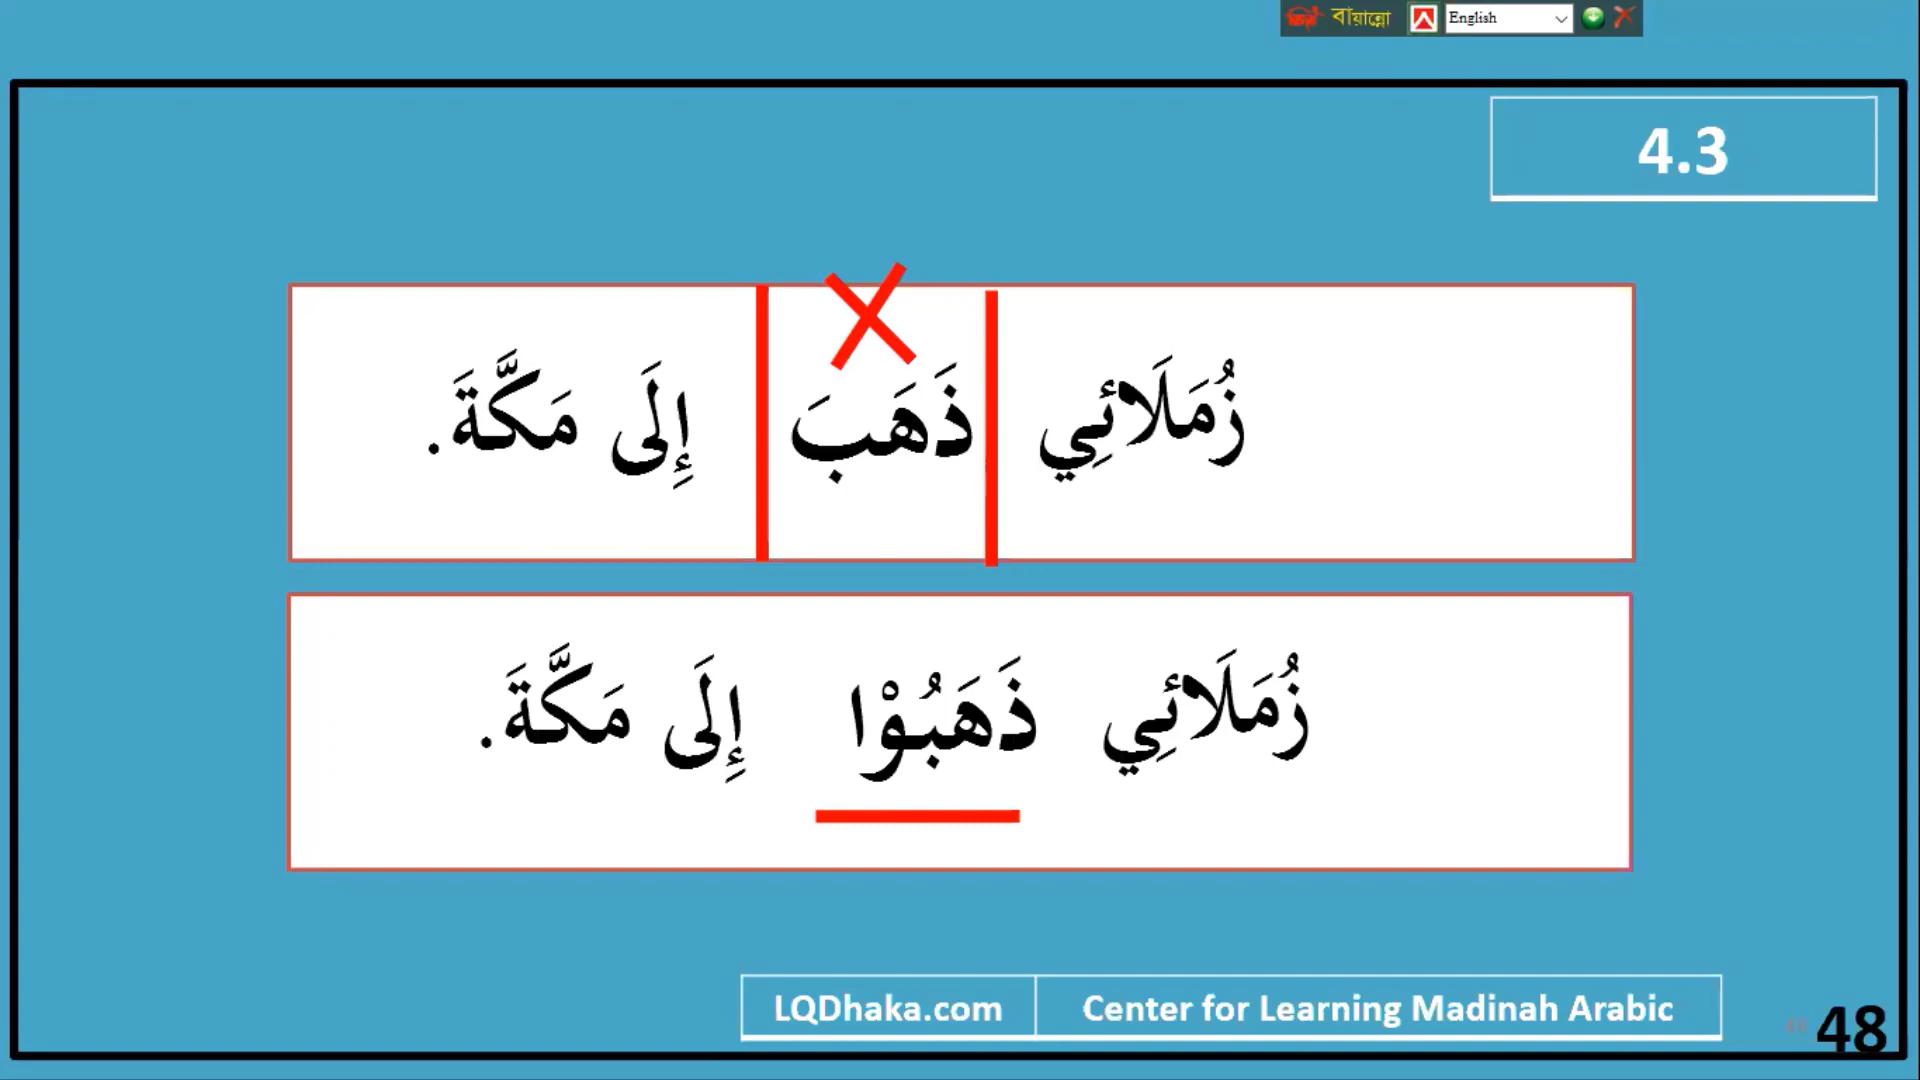 বায়ান্নো English
4.3
زُمَلَائِي ذَهَبَ إِلَى مَكَّةَ.
زُمَلَائِي ذَهَبُوْا إِلَى مَكَّةَ.
LQDhaka.com Center for Learning Madinah Arabic
48